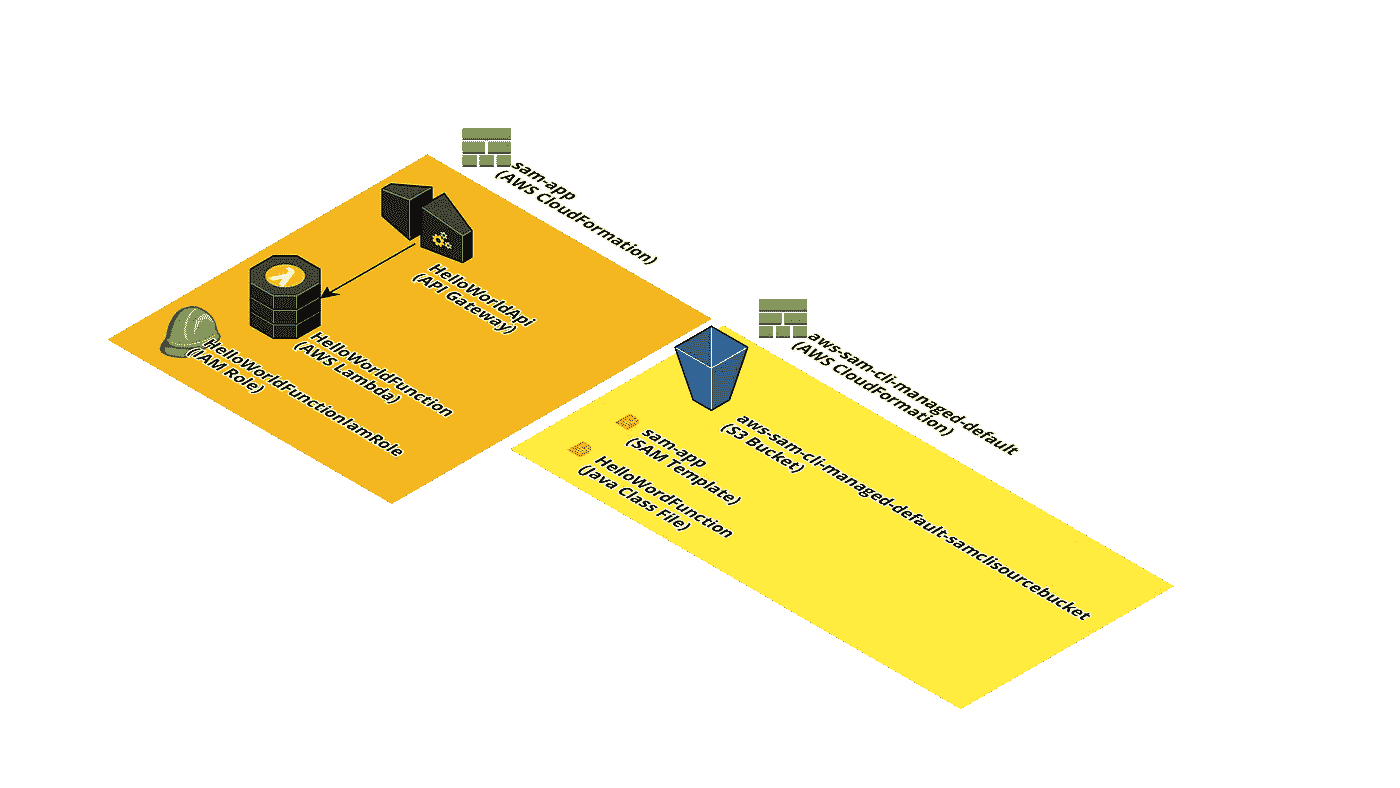 sam-app
(AWS CloudFormation)
HelloWorldApi
(API Gateway)
HelloWorldFunction
(AWS Lambda)
HelloWorldFunctionIamRole
(IAM Role)
aws-sam-cli-managed-default
(AWS CloudFormation)
aws-sam-cli-managed-default-samclisourcebucket
(S3 Bucket)
sam-app
(SAM Template)
HelloWordFunction
(Java Class File)